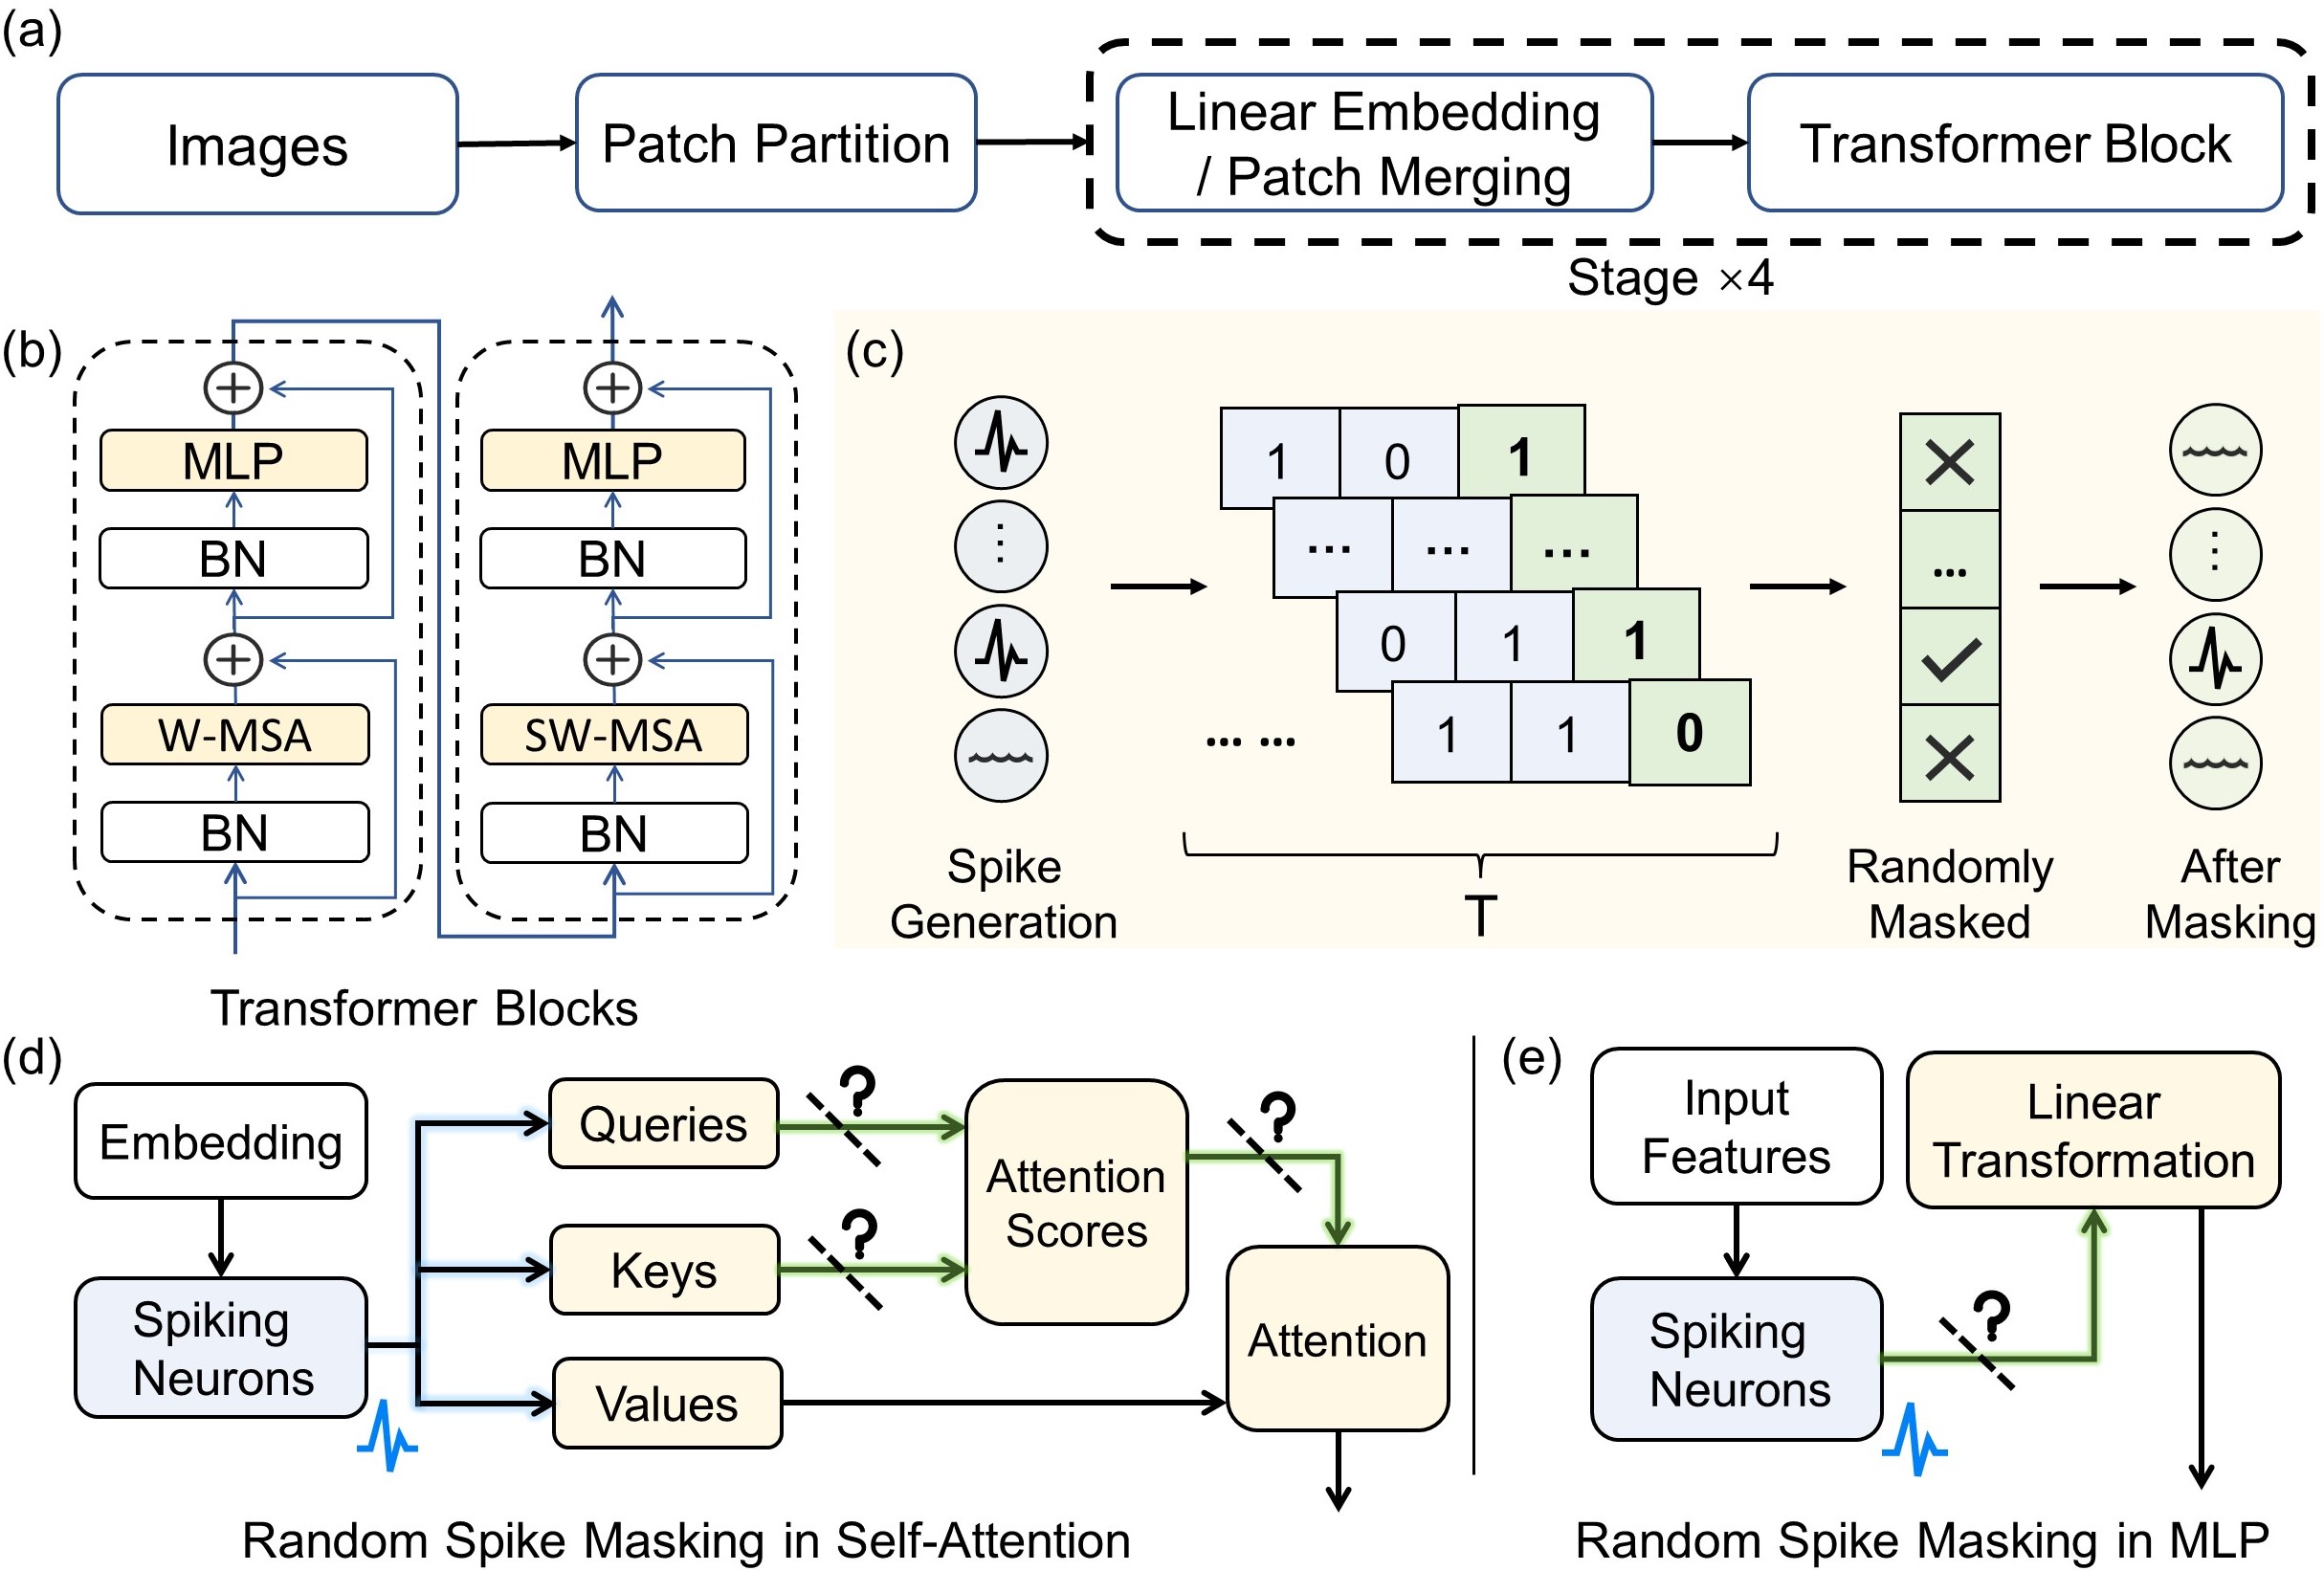 (a)
Images
Patch Partition
Linear Embedding
/ Patch Merging
Transformer Block
Stage ×4
(b)
MLP
BN
W-MSA
BN
MLP
BN
SW-MSA
BN
Transformer Blocks
(c)
1 0 1
... ... ...
0 1 1
... ... 1 1 0
...
Spike
Generation
T
Randomly
Masked
After
Masking
(d)
Embedding
Spiking
Neurons
Queries
?
Keys
?
Values
Attention
Scores
?
Attention
Random Spike Masking in Self-Attention
(e)
Input
Features
Spiking
Neurons
?
Linear
Transformation
Random Spike Masking in MLP